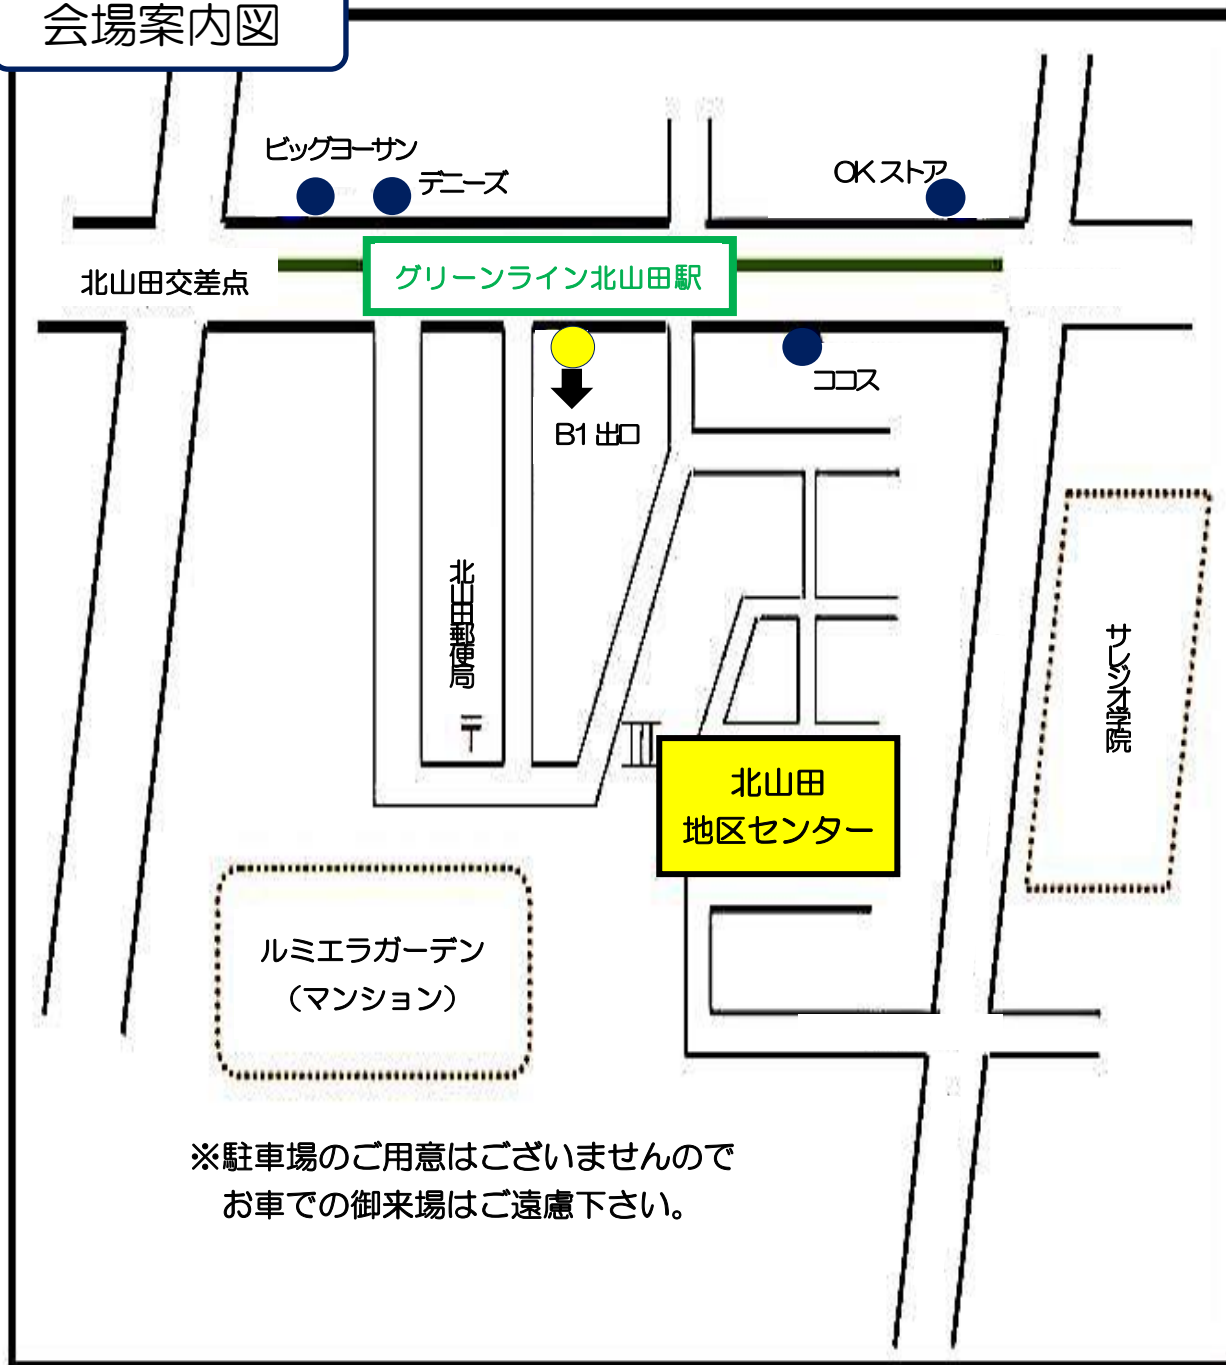 会場案内図
ビッグヨーサン
デニーズ
OKストア
北山田交差点
グリーンライン北山田駅
ココス
B1出口
北山田郵便局
〒
サレジオ学院
北山田
地区センター
ルミエラガーデン
（マンション）
※駐車場のご用意はございませんので
お車での御来場はご遠慮下さい。